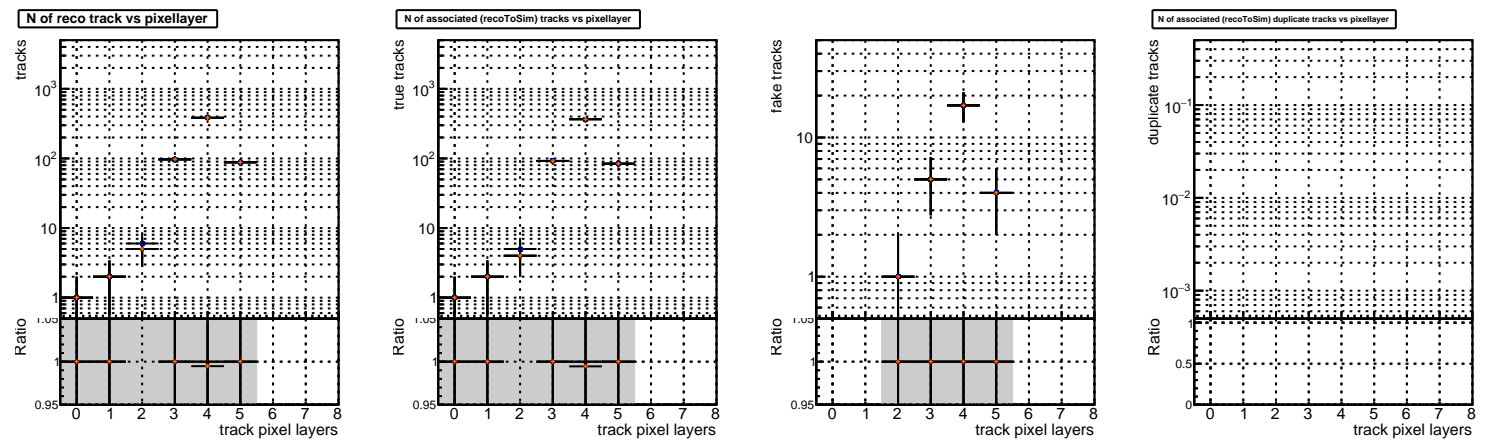 N of reco track vs pixellayer
tracks
10³
10²
10
1
Ratio
1.05
1
0.95
0 1 2 3 4 5 6 7 8
track pixel layers
N of associated (recoToSim) tracks vs pixellayer
true tracks
10³
10²
10
1
Ratio
1.05
1
0.95
0 1 2 3 4 5 6 7 8
track pixel layers
fake tracks
10
1
Ratio
1.05
1
0.95
0 1 2 3 4 5 6 7 8
track pixel layers
N of associated (recoToSim) duplicate tracks vs pixellayer
duplicate tracks
10⁻¹
10⁻²
10⁻³
Ratio
1
0.5
0
0 1 2 3 4 5 6 7 8
track pixel layers